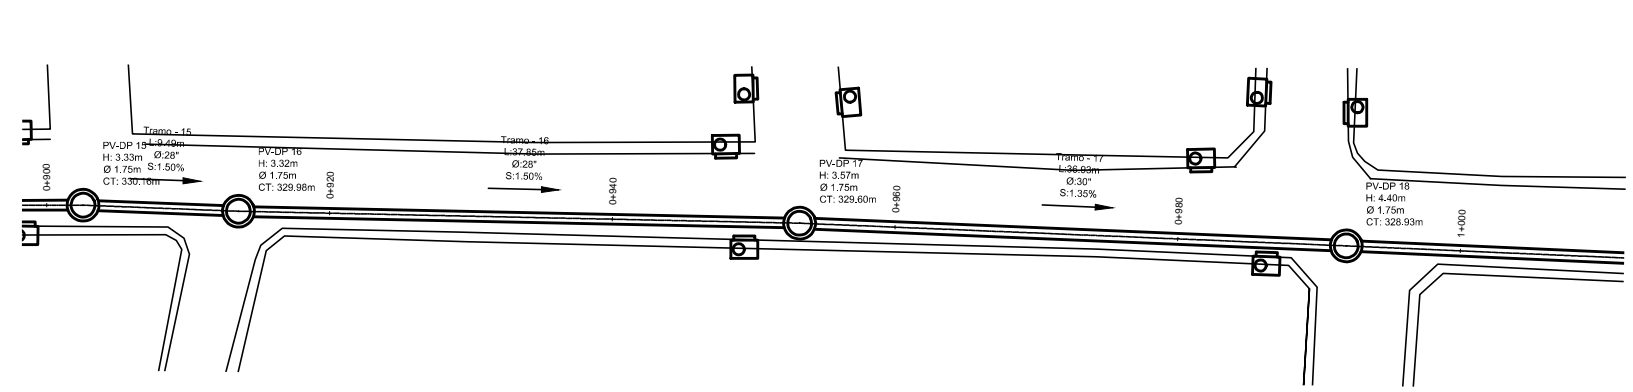 Tramo - 15
L:9.49m
Ø:28"
S:1.50%
PV-DP 15
H: 3.33m
Ø 1.75m
CT: 330.16m
PV-DP 16
H: 3.32m
Ø 1.75m
CT: 329.98m
Tramo - 16
L:37.85m
Ø:28"
S:1.50%
PV-DP 17
H: 3.57m
Ø 1.75m
CT: 329.60m
Tramo - 17
L:36.93m
Ø:30"
S:1.35%
PV-DP 18
H: 4.40m
Ø 1.75m
CT: 328.93m
0+900
0+920
0+940
0+960
0+980
1+000